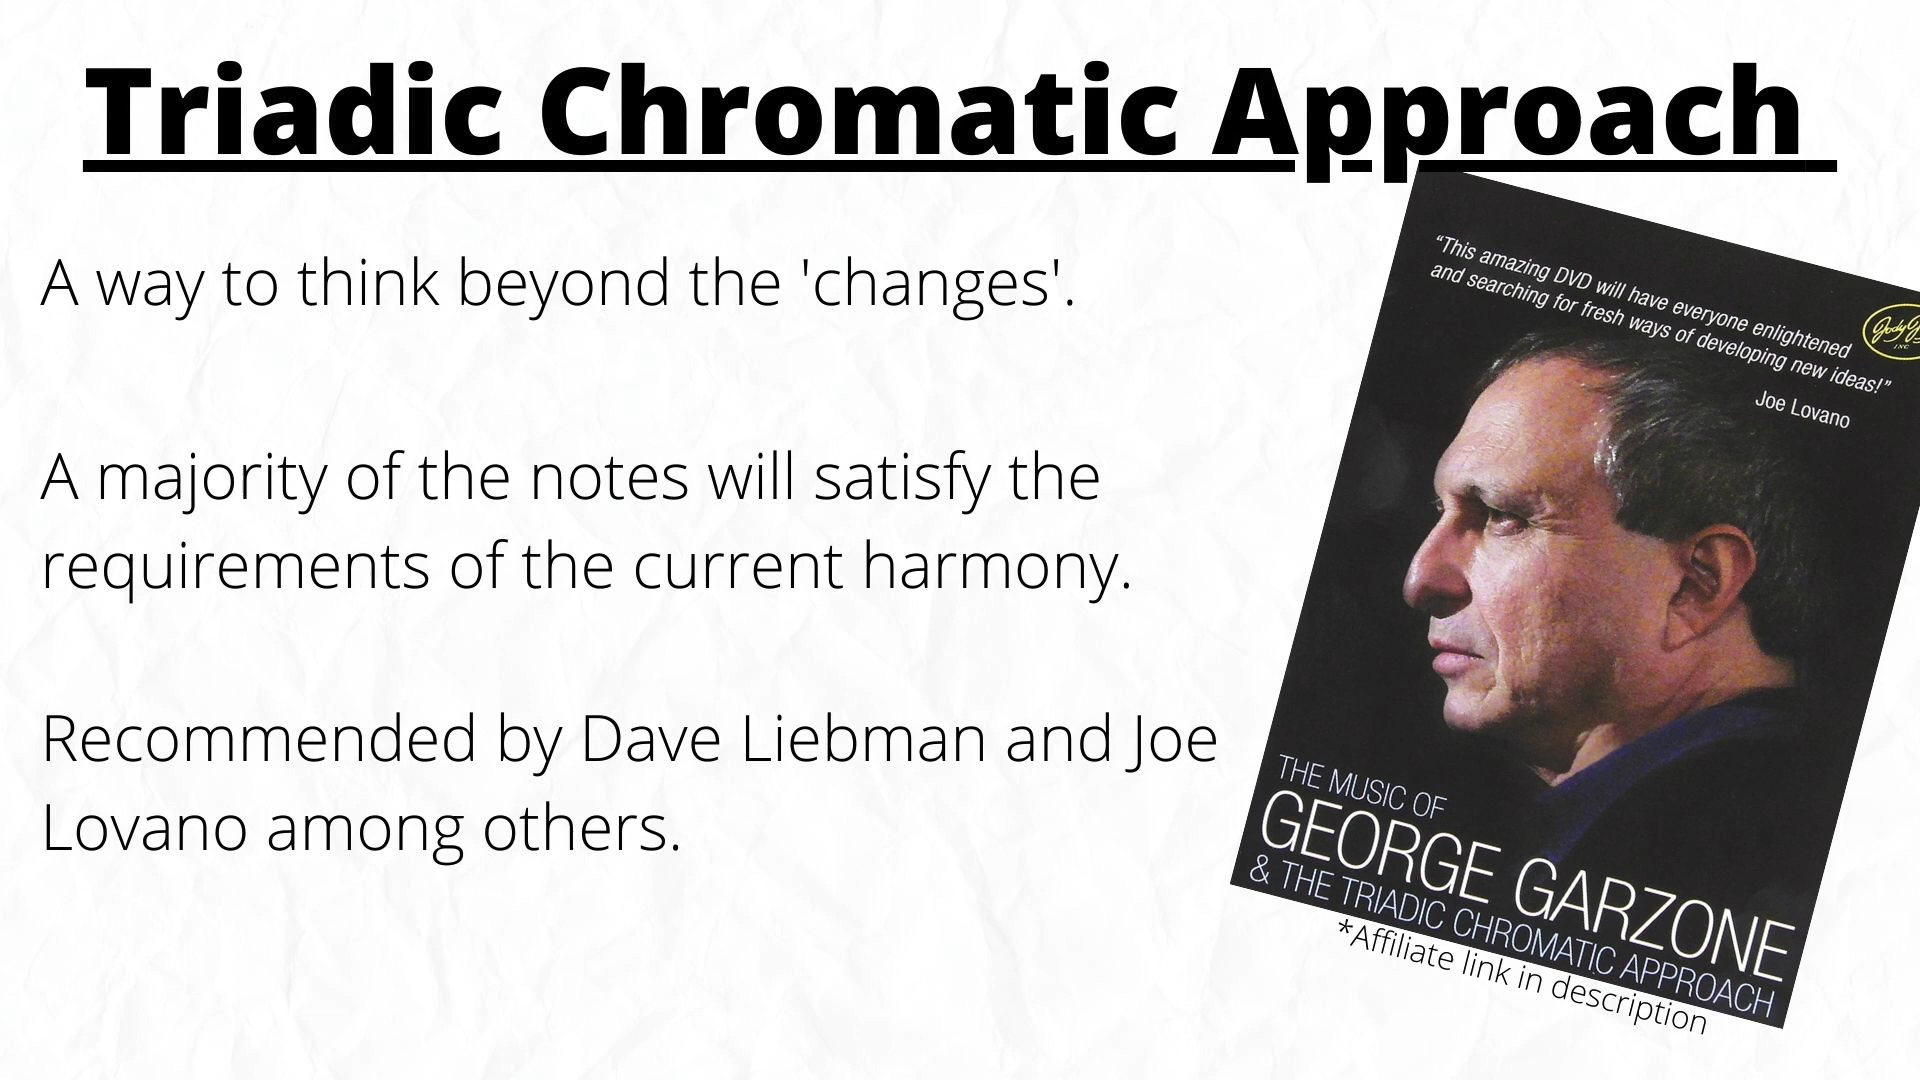 Triadic Chromatic Approach
A way to think beyond the 'changes'.
A majority of the notes will satisfy the
requirements of the current harmony.
Recommended by Dave Liebman and Joe
Lovano among others.
“This amazing DVD will have everyone enlightened
and searching for fresh ways of developing new ideas!”
Joe Lovano
INC
THE MUSIC OF
GEORGE GARZONE
& THE TRIADIC CHROMATIC APPROACH
*Affiliate link in description